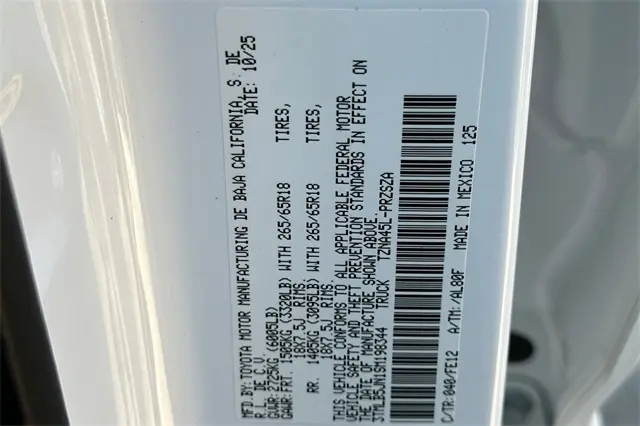 MFD.BY:TOYOTA MOTOR MANUFACTURING DE BAJA CALIFORNIA, S. DE
R.L. DE C.V. DATE: 10/25
GVWR: 2725KG (6005LB)
GAWR:FRT. 1505KG (3320LB) WITH 265/65R18 TIRES,
18X7.5J RIMS.
RR. 1405KG (3095LB) WITH 265/65R18 TIRES,
18X7.5J RIMS.
THIS VEHICLE CONFORMS TO ALL APPLICABLE FEDERAL MOTOR
VEHICLE SAFETY AND THEFT PREVENTION STANDARDS IN EFFECT ON
THE DATE OF MANUFACTURE SHOWN ABOVE.
3TMLB5JN1SM198344 TRUCK TZNA45L-PRZSZA
C/TR:040/FE12 A/TM:/AL80F MADE IN MEXICO 125